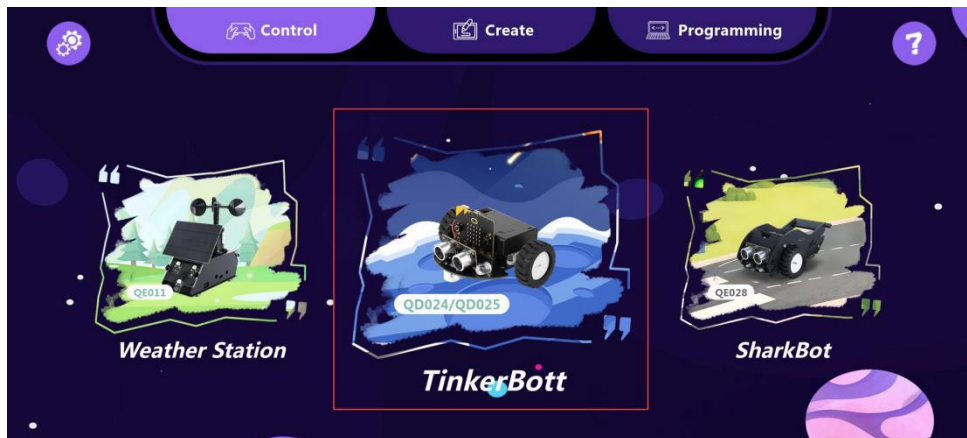 Control
Create
Programming
?
QE011
QD024/QD025
QE028
Weather Station
TinkerBott
SharkBot